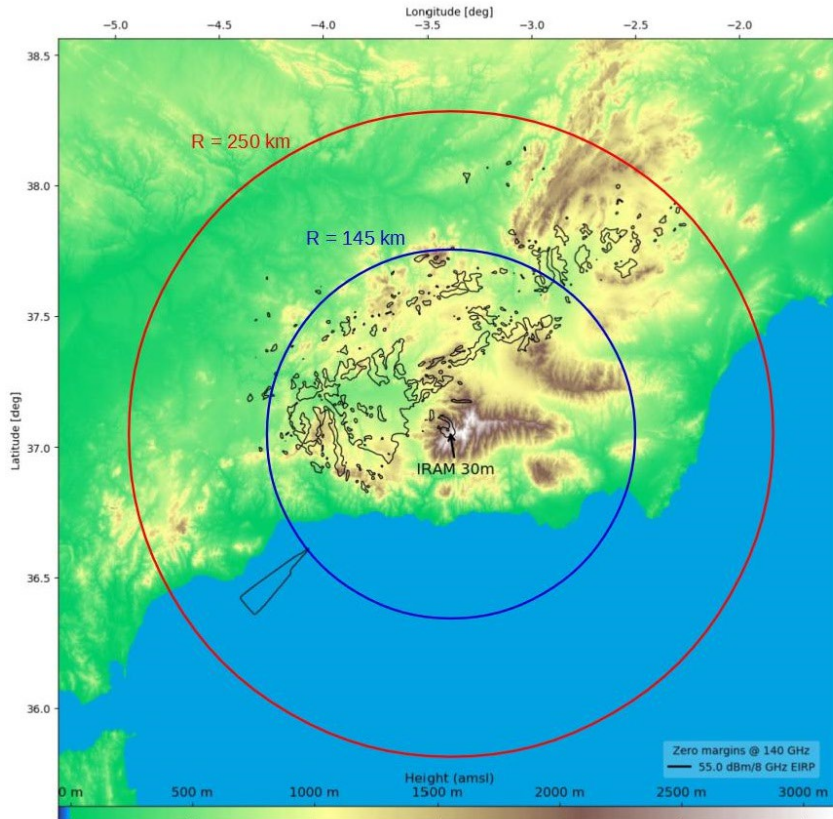 Longitude [deg]
−5.0 −4.5 −4.0 −3.5 −3.0 −2.5 −2.0
38.5
R = 250 km
38.0
R = 145 km
37.5
Latitude [deg]
37.0
IRAM 30m
36.5
36.0
Zero margins @ 140 GHz
55.0 dBm/8 GHz EIRP
Height (amsl)
0 m 500 m 1000 m 1500 m 2000 m 2500 m 3000 m